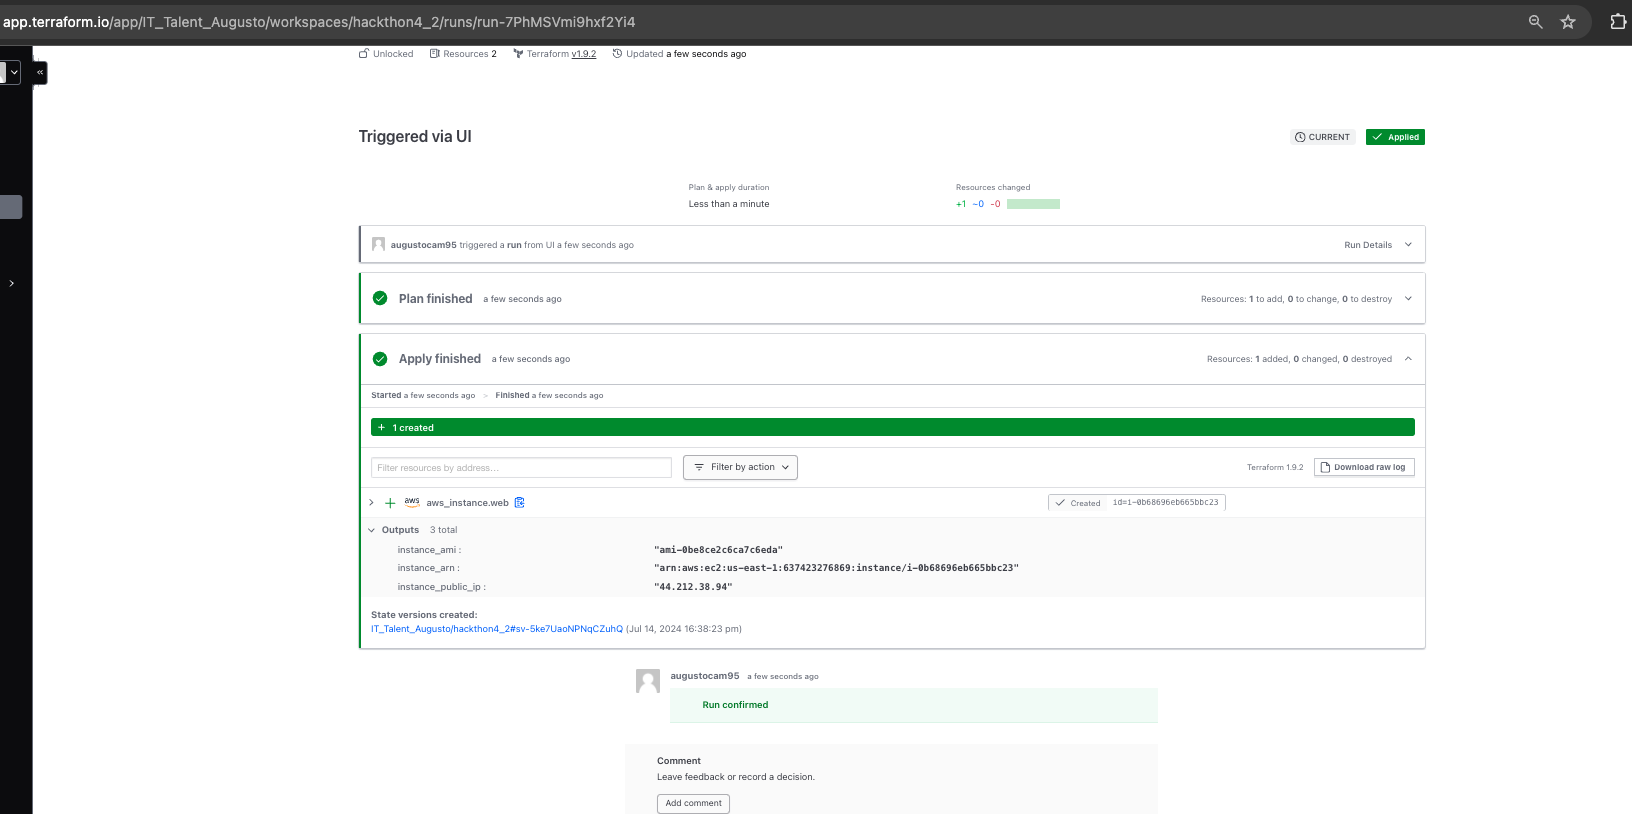 app.terraform.io/app/IT_Talent_Augusto/workspaces/hackthon4_2/runs/run-7PhMSVmi9hxf2Yi4
Unlocked Resources 2 Terraform v1.9.2 Updated a few seconds ago
«
Triggered via UI
CURRENT Applied
Plan & apply duration Resources changed
Less than a minute +1 ~0 -0
augustocam95 triggered a run from UI a few seconds ago Run Details
Plan finished a few seconds ago Resources: 1 to add, 0 to change, 0 to destroy
Apply finished a few seconds ago Resources: 1 added, 0 changed, 0 destroyed
Started a few seconds ago > Finished a few seconds ago
+ 1 created
Filter resources by address... Filter by action Terraform 1.9.2 Download raw log
+ aws aws_instance.web Created id=i-0b68696eb665bbc23
Outputs 3 total
instance_ami : "ami-0be8ce2c6ca7c6eda"
instance_arn : "arn:aws:ec2:us-east-1:637423276869:instance/i-0b68696eb665bbc23"
instance_public_ip : "44.212.38.94"
State versions created:
IT_Talent_Augusto/hackthon4_2#sv-5ke7UaoNPNqCZuhQ (Jul 14, 2024 16:38:23 pm)
augustocam95 a few seconds ago
Run confirmed
Comment
Leave feedback or record a decision.
Add comment